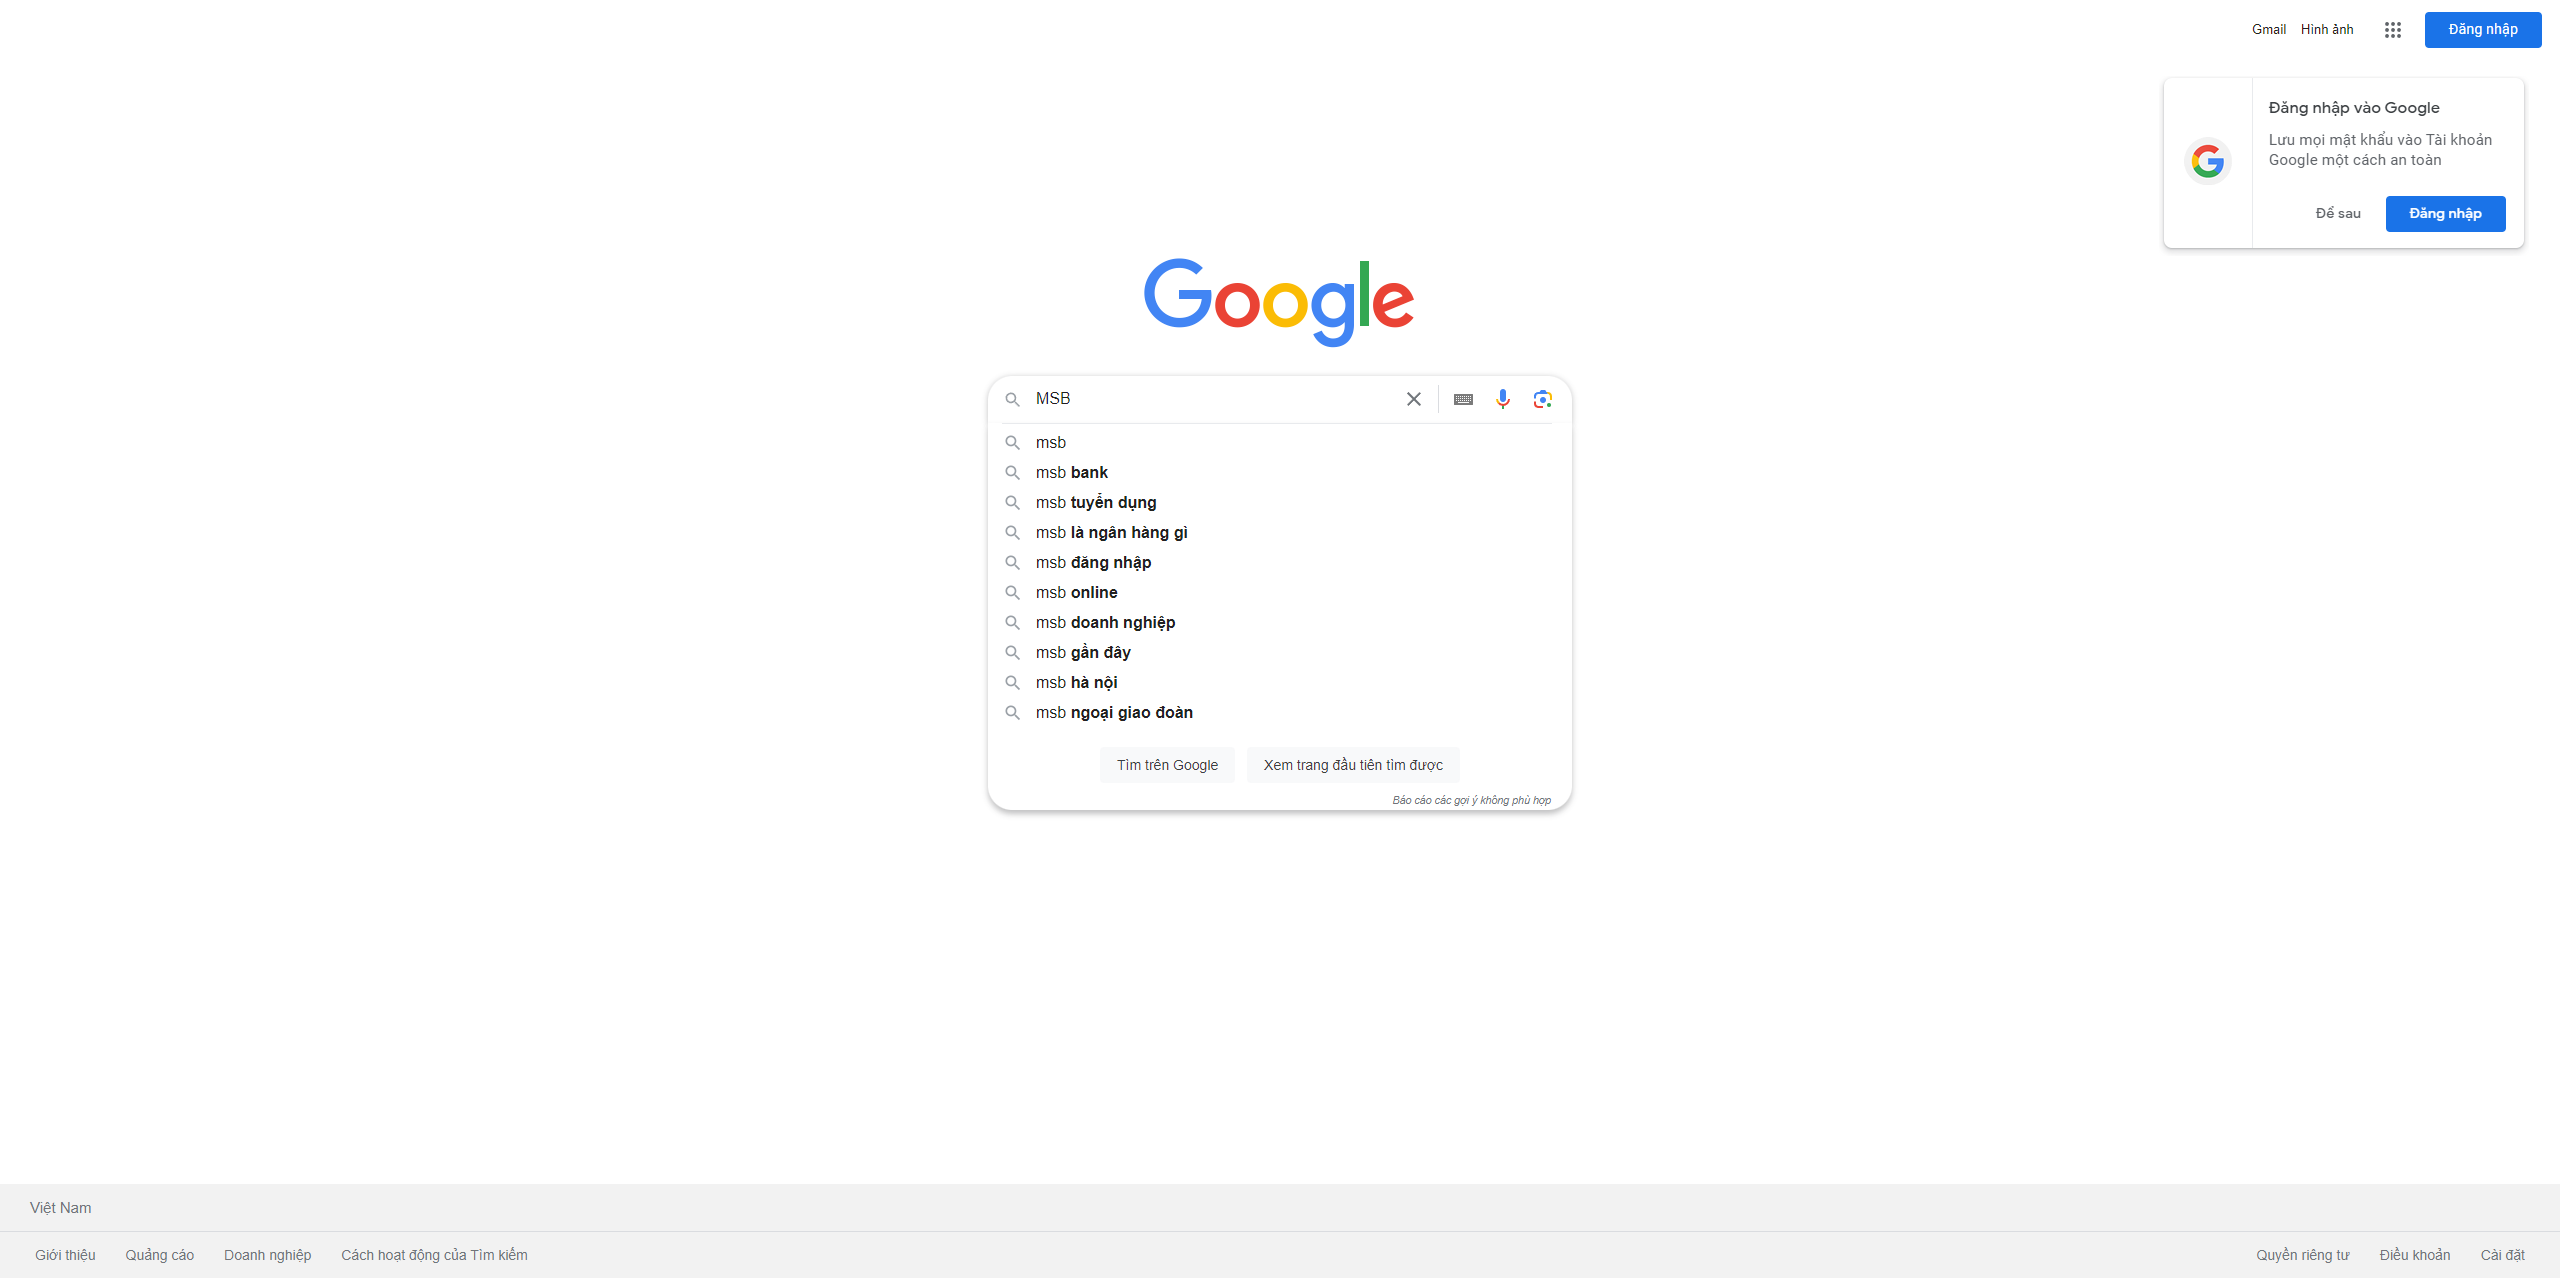 Gmail Hình ảnh Đăng nhập
Đăng nhập vào Google
Lưu mọi mật khẩu vào Tài khoản
Google một cách an toàn
Để sau Đăng nhập
Google
MSB
msb
msb bank
msb tuyển dụng
msb là ngân hàng gì
msb đăng nhập
msb online
msb doanh nghiệp
msb gần đây
msb hà nội
msb ngoại giao đoàn
Tìm trên Google Xem trang đầu tiên tìm được
Báo cáo các gợi ý không phù hợp
Việt Nam
Giới thiệu Quảng cáo Doanh nghiệp Cách hoạt động của Tìm kiếm Quyền riêng tư Điều khoản Cài đặt